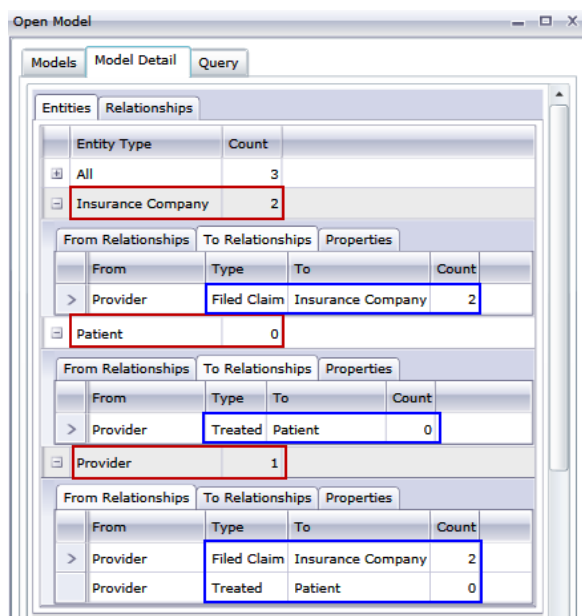 Open Model
Models Model Detail Query
Entities Relationships
Entity Type Count
All 3
Insurance Company 2
From Relationships To Relationships Properties
From Type To Count
> Provider Filed Claim Insurance Company 2
Patient 0
From Relationships To Relationships Properties
From Type To Count
> Provider Treated Patient 0
Provider 1
From Relationships To Relationships Properties
From Type To Count
> Provider Filed Claim Insurance Company 2
Provider Treated Patient 0